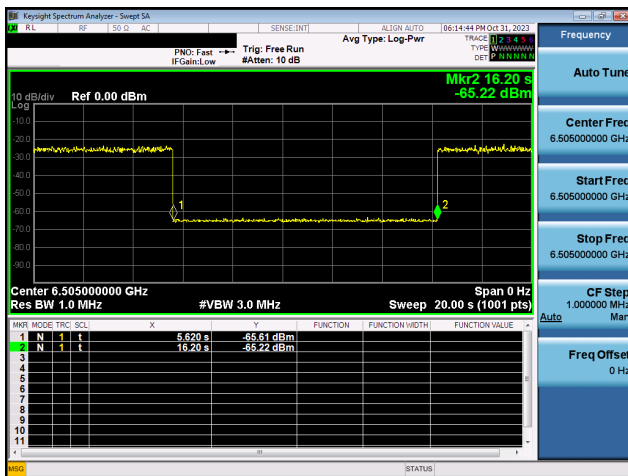 Keysight Spectrum Analyzer - Swept SA
RL RF 50 Ω AC SENSE:INT ALIGN AUTO 06:14:44 PM Oct 31, 2023
Frequency
Avg Type: Log-Pwr
TRACE 1 2 3 4 5 6
TYPE W
DET P N N N N N
PNO: Fast
IFGain:Low
Trig: Free Run
#Atten: 10 dB
Auto Tune
Mkr2 16.20 s
-65.22 dBm
10 dB/div Ref 0.00 dBm
Log
-10.0
-20.0
-30.0
-40.0
-50.0
-60.0
-70.0
-80.0
-90.0
1
2
Center Freq
6.505000000 GHz
Start Freq
6.505000000 GHz
Stop Freq
6.505000000 GHz
Center 6.505000000 GHz Span 0 Hz
Res BW 1.0 MHz #VBW 3.0 MHz Sweep 20.00 s (1001 pts)
CF Step
1.000000 MHz
Auto Man
MKR MODE TRC SCL X Y FUNCTION FUNCTION WIDTH FUNCTION VALUE
1 N 1 t 5.620 s -65.61 dBm
2 N 1 t 16.20 s -65.22 dBm
3
4
5
6
7
8
9
10
11
Freq Offset
0 Hz
MSG STATUS